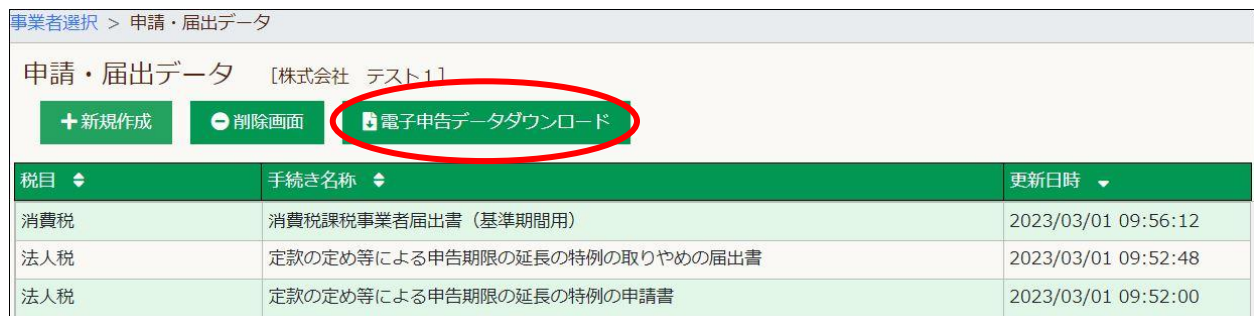 事業者選択 > 申請・届出データ
申請・届出データ [株式会社 テスト1]
新規作成 削除画面 電子申告データダウンロード
税目 手続き名称 更新日時
消費税 消費税課税事業者届出書（基準期間用） 2023/03/01 09:56:12
法人税 定款の定め等による申告期限の延長の特例の取りやめの届出書 2023/03/01 09:52:48
法人税 定款の定め等による申告期限の延長の特例の申請書 2023/03/01 09:52:00